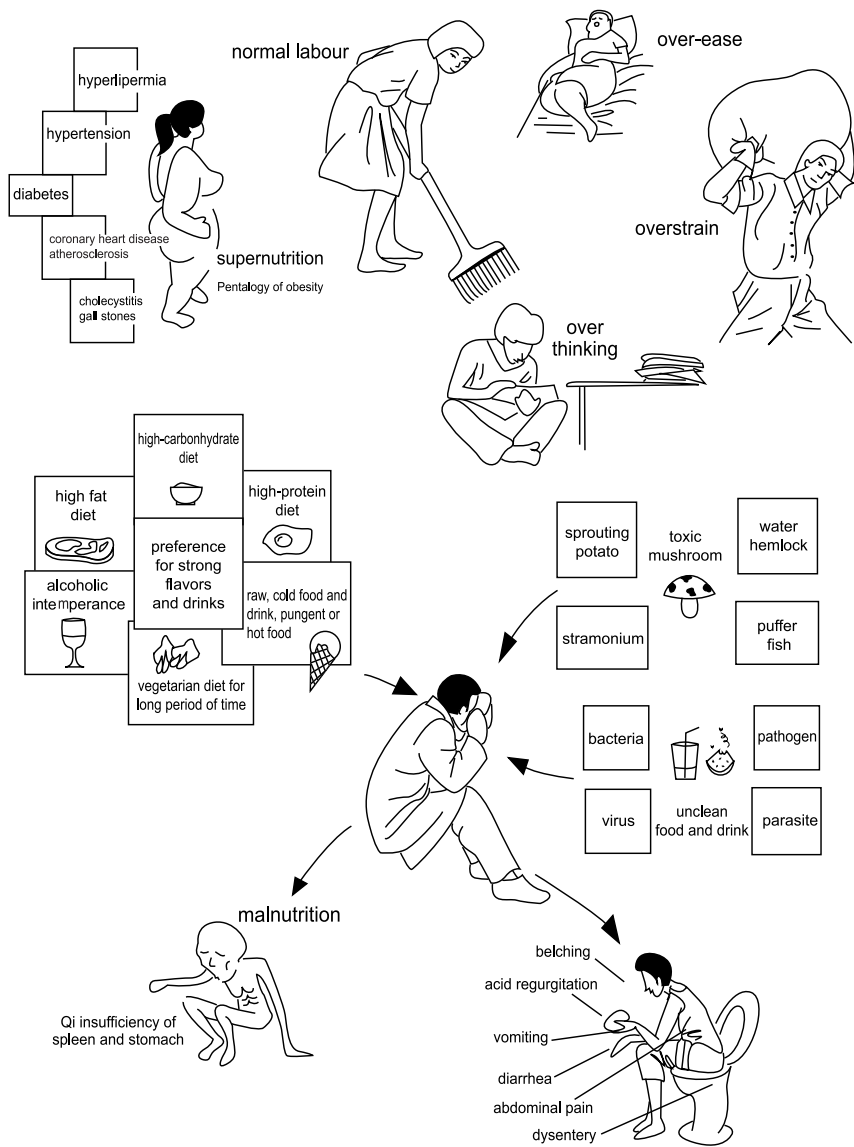 normal labour
over-ease
hyperlipermia
hypertension
diabetes
coronary heart disease
atherosclerosis
cholecystitis
gall stones
supernutrition
Pentalogy of obesity
overstrain
over
thinking
high-carbonhydrate
diet
high fat
diet
high-protein
diet
preference
for strong
flavors
and drinks
alcoholic
intemperance
raw, cold food and
drink, pungent or
hot food
vegetarian diet for
long period of time
sprouting
potato
toxic
mushroom
water
hemlock
stramonium
puffer
fish
bacteria
pathogen
virus
unclean
food and drink
parasite
malnutrition
Qi insufficiency of
spleen and stomach
belching
acid regurgitation
vomiting
diarrhea
abdominal pain
dysentery